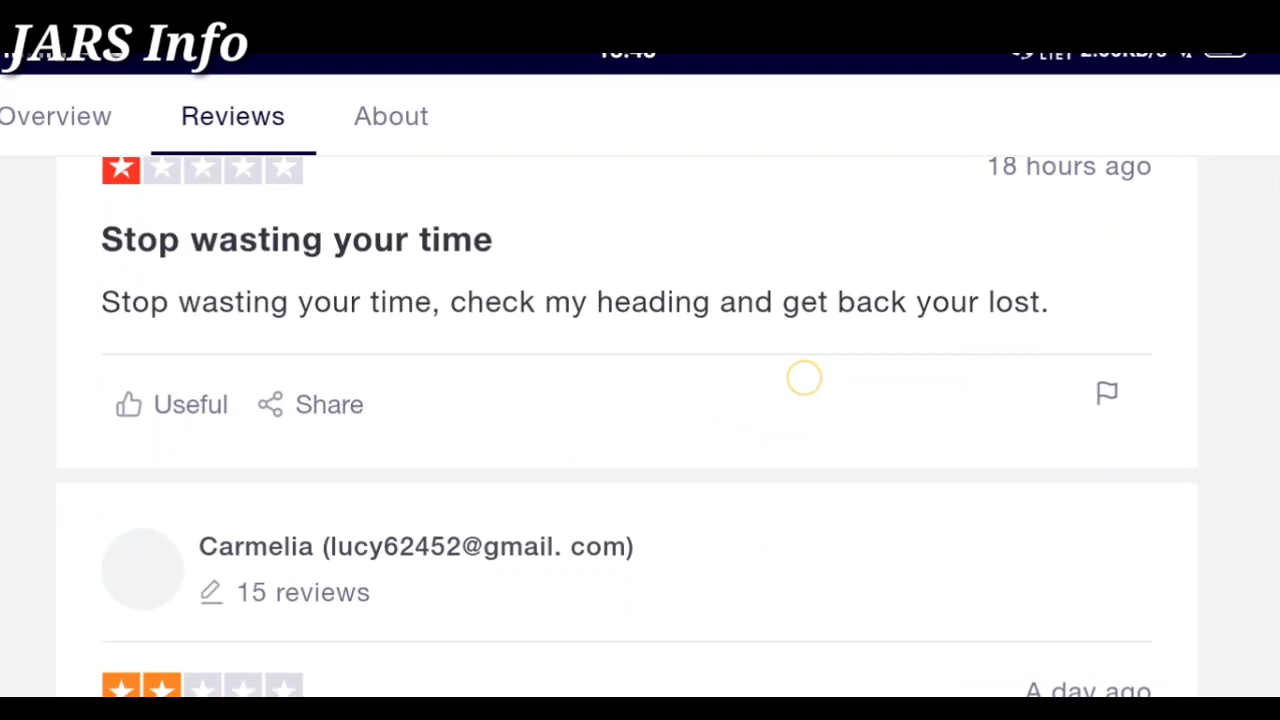 JARS Info
Overview Reviews About
18 hours ago
Stop wasting your time
Stop wasting your time, check my heading and get back your lost.
Useful Share
Carmelia (lucy62452@gmail. com)
15 reviews
A day ago